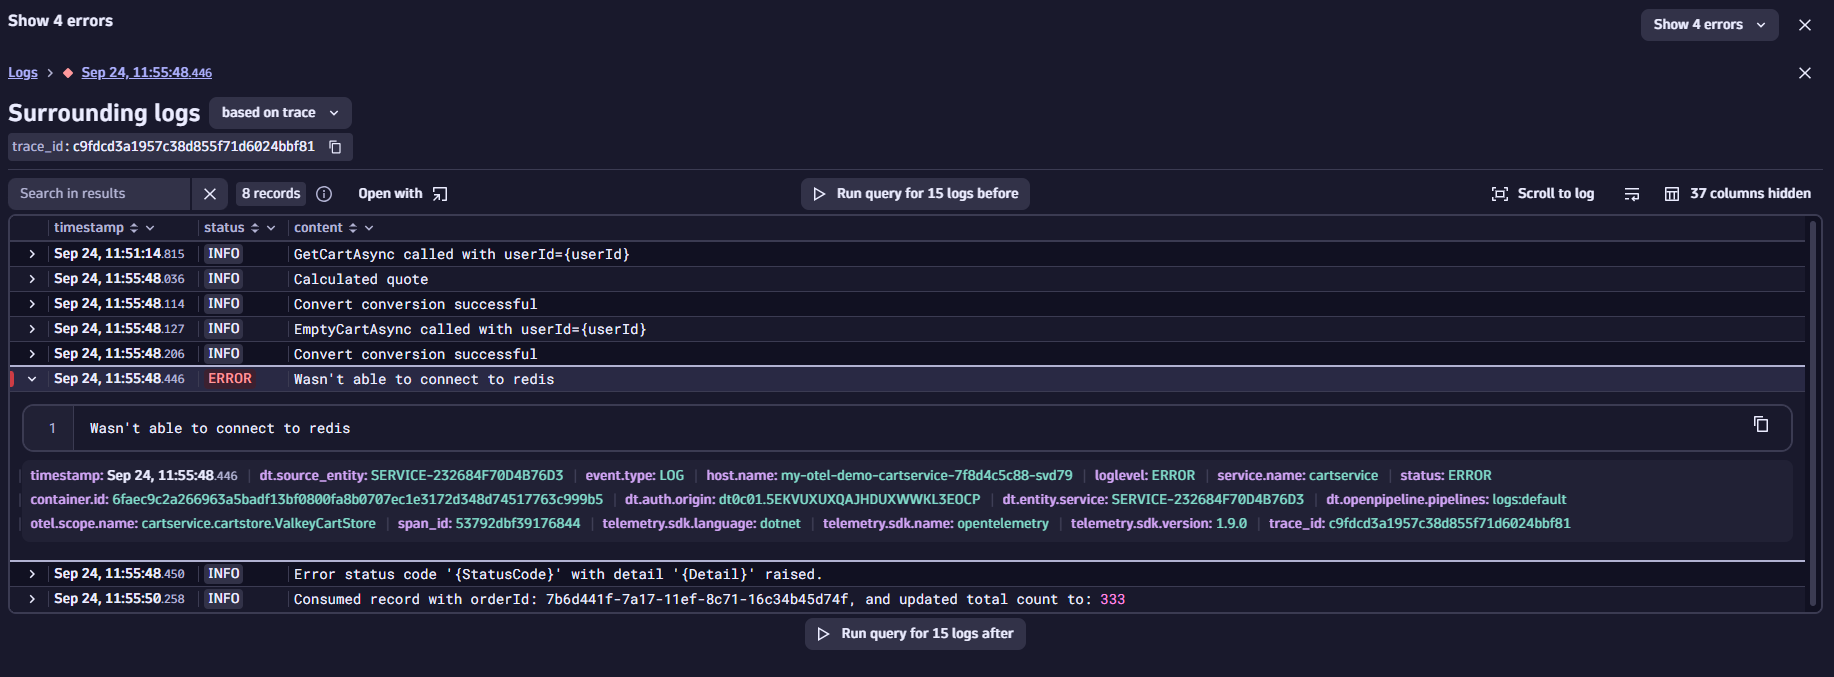 Show 4 errors
Show 4 errors
Logs > Sep 24, 11:55:48.446
Surrounding logs based on trace
trace_id: c9fdcd3a1957c38d855f71d6024bbf81
Search in results 8 records Open with Run query for 15 logs before Scroll to log 37 columns hidden
timestamp status content
Sep 24, 11:51:14.815 INFO GetCartAsync called with userId={userId}
Sep 24, 11:55:48.036 INFO Calculated quote
Sep 24, 11:55:48.114 INFO Convert conversion successful
Sep 24, 11:55:48.127 INFO EmptyCartAsync called with userId={userId}
Sep 24, 11:55:48.206 INFO Convert conversion successful
Sep 24, 11:55:48.446 ERROR Wasn't able to connect to redis
1 Wasn't able to connect to redis
timestamp: Sep 24, 11:55:48.446 | dt.source_entity: SERVICE-232684F70D4B76D3 | event.type: LOG | host.name: my-otel-demo-cartservice-7f8d4c5c88-svd79 | loglevel: ERROR | service.name: cartservice | status: ERROR
container.id: 6faec9c2a266963a5badf13bf0800fa8b0707ec1e3172d348d74517763c999b5 | dt.auth.origin: dt0c01.5EKVUXUXQAJHDUXWWKL3EOCP | dt.entity.service: SERVICE-232684F70D4B76D3 | dt.openpipeline.pipelines: logs:default
otel.scope.name: cartservice.cartstore.ValkeyCartStore | span_id: 53792dbf39176844 | telemetry.sdk.language: dotnet | telemetry.sdk.name: opentelemetry | telemetry.sdk.version: 1.9.0 | trace_id: c9fdcd3a1957c38d855f71d6024bbf81
Sep 24, 11:55:48.450 INFO Error status code '{StatusCode}' with detail '{Detail}' raised.
Sep 24, 11:55:50.258 INFO Consumed record with orderId: 7b6d441f-7a17-11ef-8c71-16c34b45d74f, and updated total count to: 333
Run query for 15 logs after